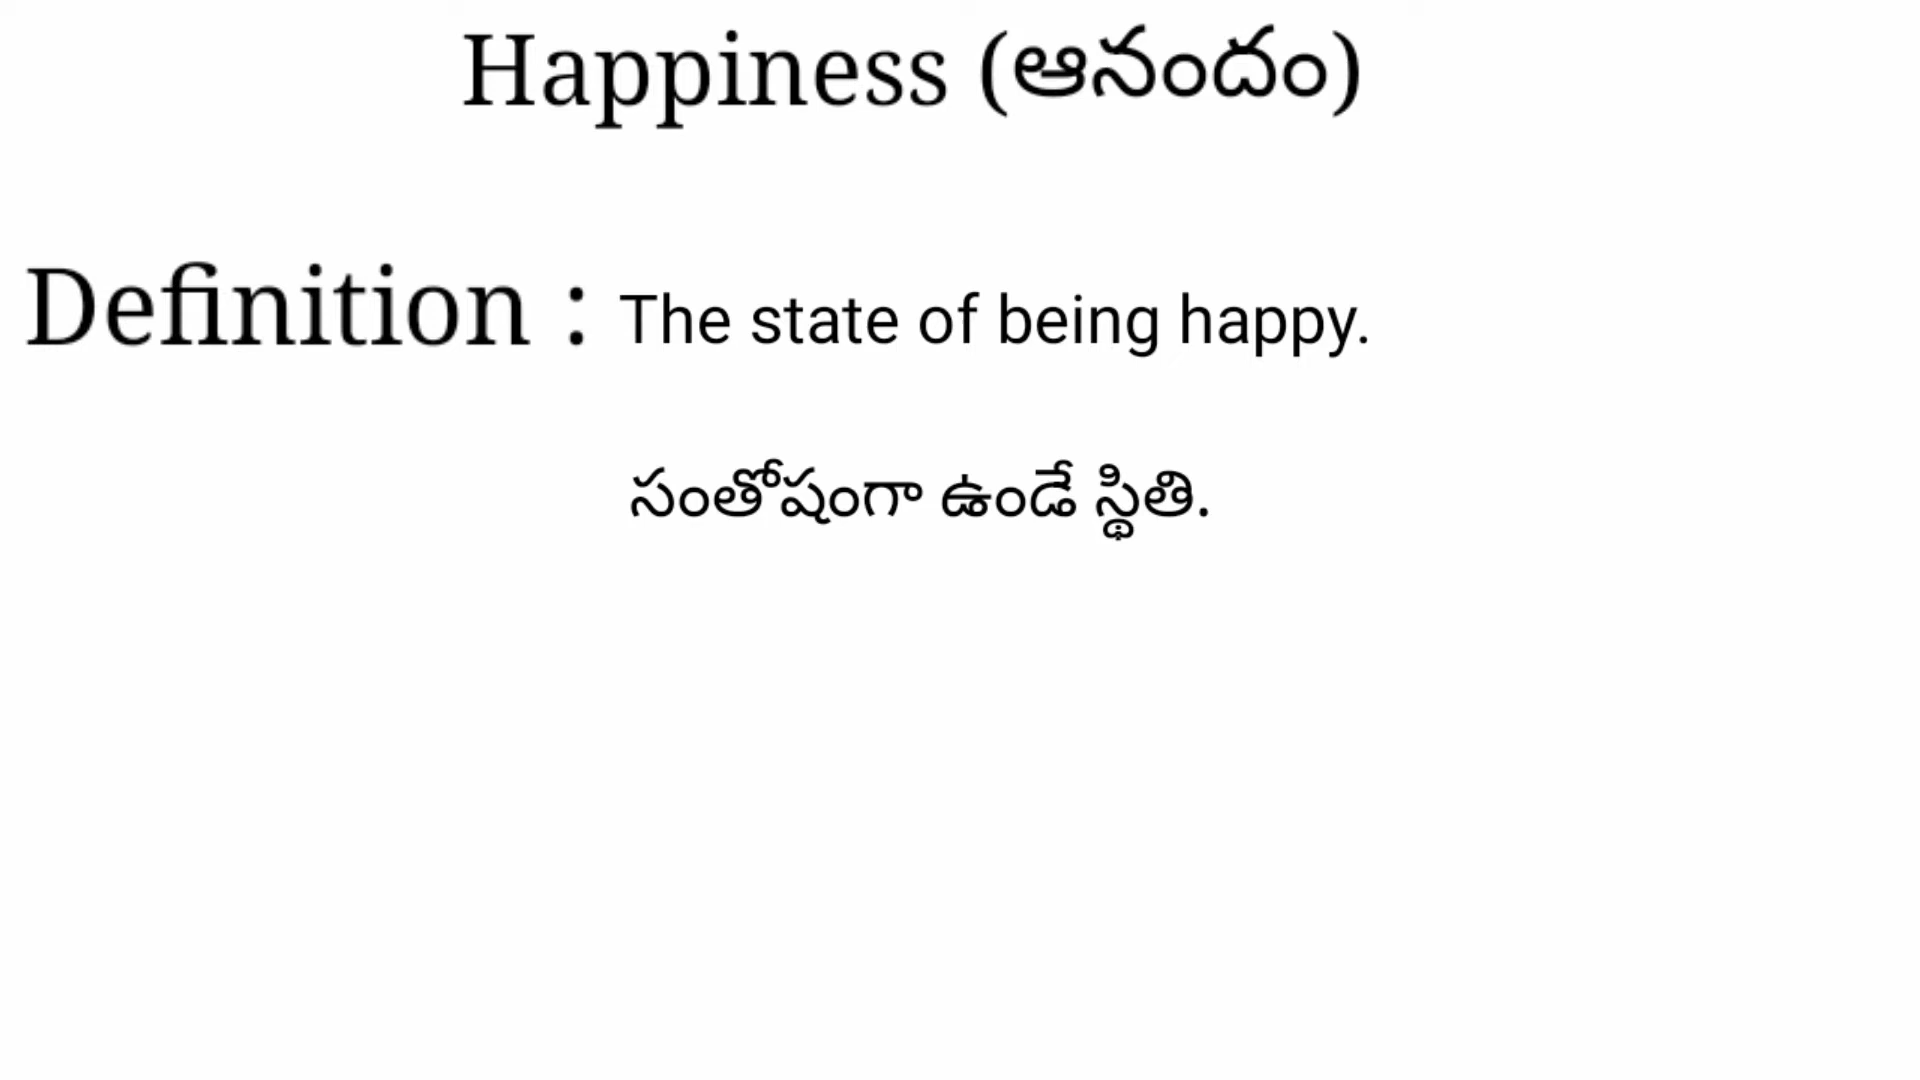 Happiness (ఆనందం)
Definition : The state of being happy.
సంతోషంగా ఉండే స్థితి.